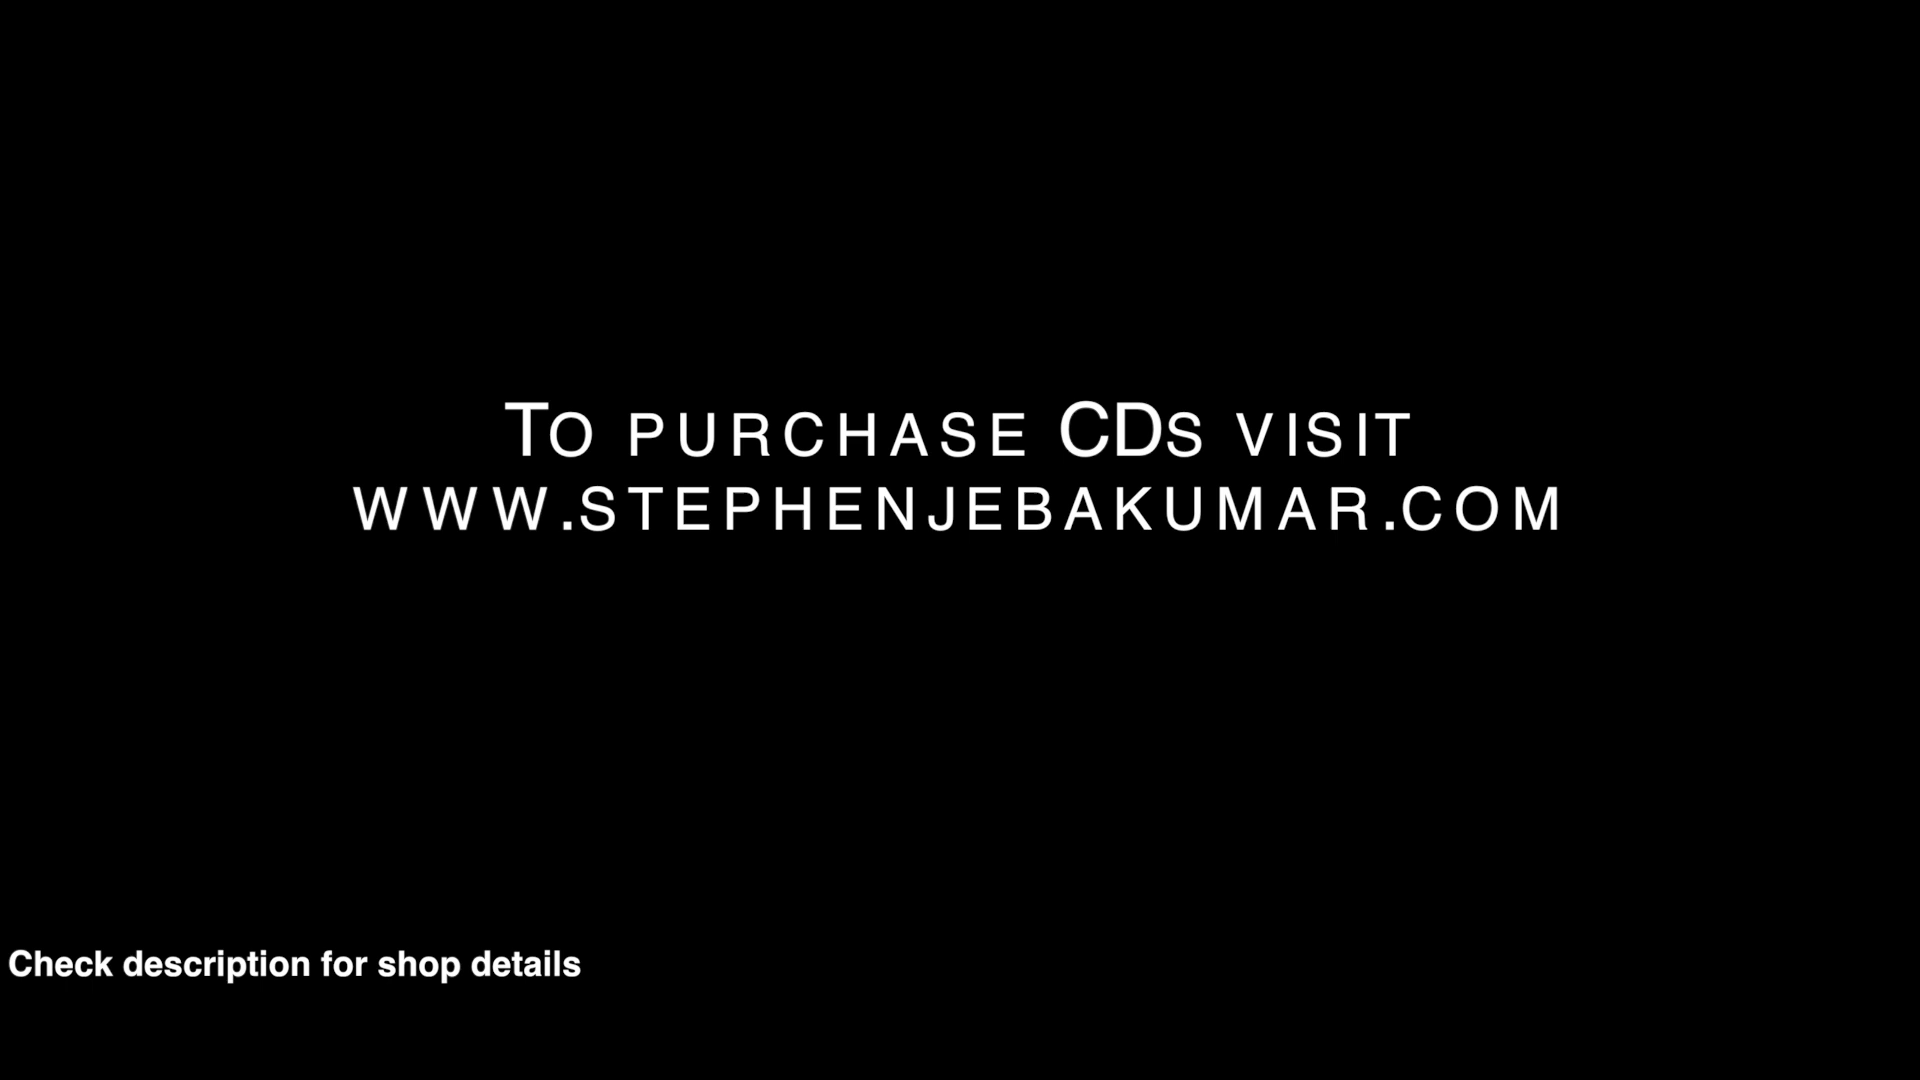 To purchase CDs visit
www.stephenjebakumar.com
Check description for shop details